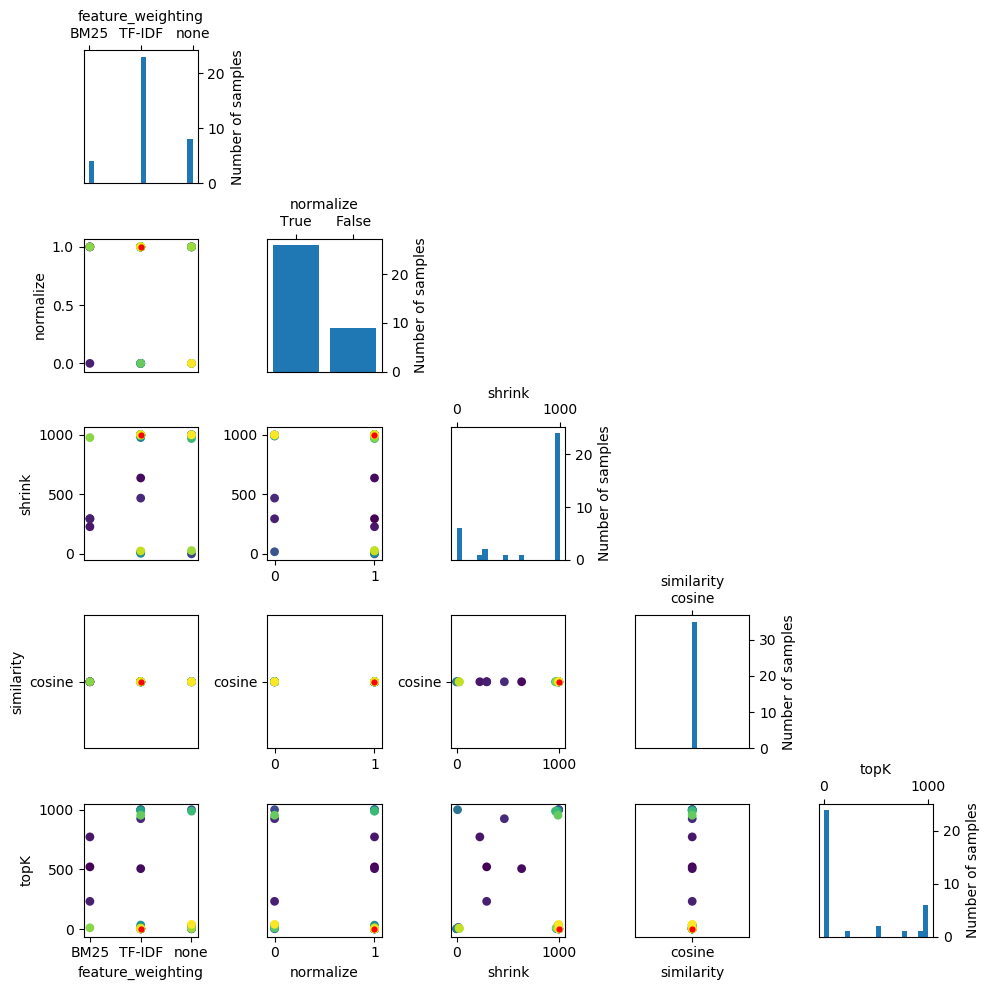 feature_weighting
BM25 TF-IDF none
20
10
0
Number of samples
normalize
True False
1.0
0.5
0.0
normalize
20
10
0
Number of samples
shrink
0 1000
1000
500
0
shrink
0 1
20
10
0
Number of samples
similarity
cosine
cosine
similarity
cosine
0 1
cosine
0 1000
30
20
10
0
Number of samples
topK
0 1000
1000
500
0
topK
BM25 TF-IDF none
feature_weighting
0 1
normalize
0 1000
shrink
cosine
similarity
20
10
0
Number of samples